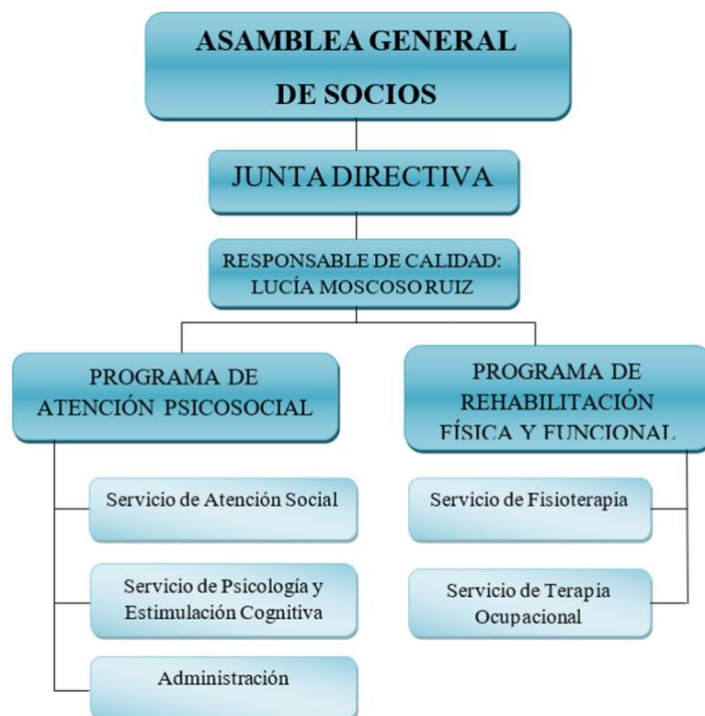 ASAMBLEA GENERAL
DE SOCIOS
JUNTA DIRECTIVA
RESPONSABLE DE CALIDAD:
LUCÍA MOSCOSO RUIZ
PROGRAMA DE
ATENCIÓN PSICOSOCIAL
Servicio de Atención Social
Servicio de Psicología y
Estimulación Cognitiva
Administración
PROGRAMA DE
REHABILITACIÓN
FÍSICA Y FUNCIONAL
Servicio de Fisioterapia
Servicio de Terapia
Ocupacional